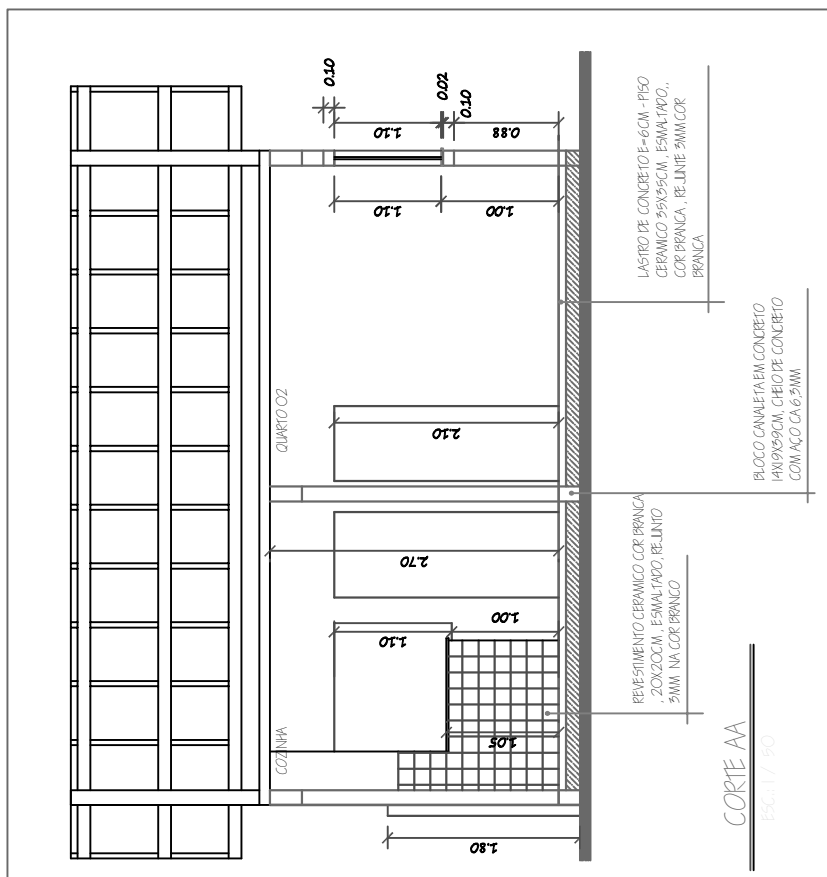 0.10
0.02
0.10
1.10
0.88
1.10
1.00
LASTRO DE CONCRETO E=6CM - PISO
CERAMICO 35X35CM , ESMALTADO, ,
COR BRANCA , REJUNTE 3MM COR
BRANCA
QUARTO 02
2.10
BLOCO CANALETA EM CONCRETO
14X19X39CM, CHEIO DE CONCRETO
COM AÇO CA 6,3MM
2.70
1.00
1.10
REVESTIMENTO CERAMICO COR BRANCA
, 20X20CM , ESMALTADO, REJUNTO
3MM NA COR BRANCO
COZINHA
1.05
CORTE AA
ESC.: 1 / 50
1.80